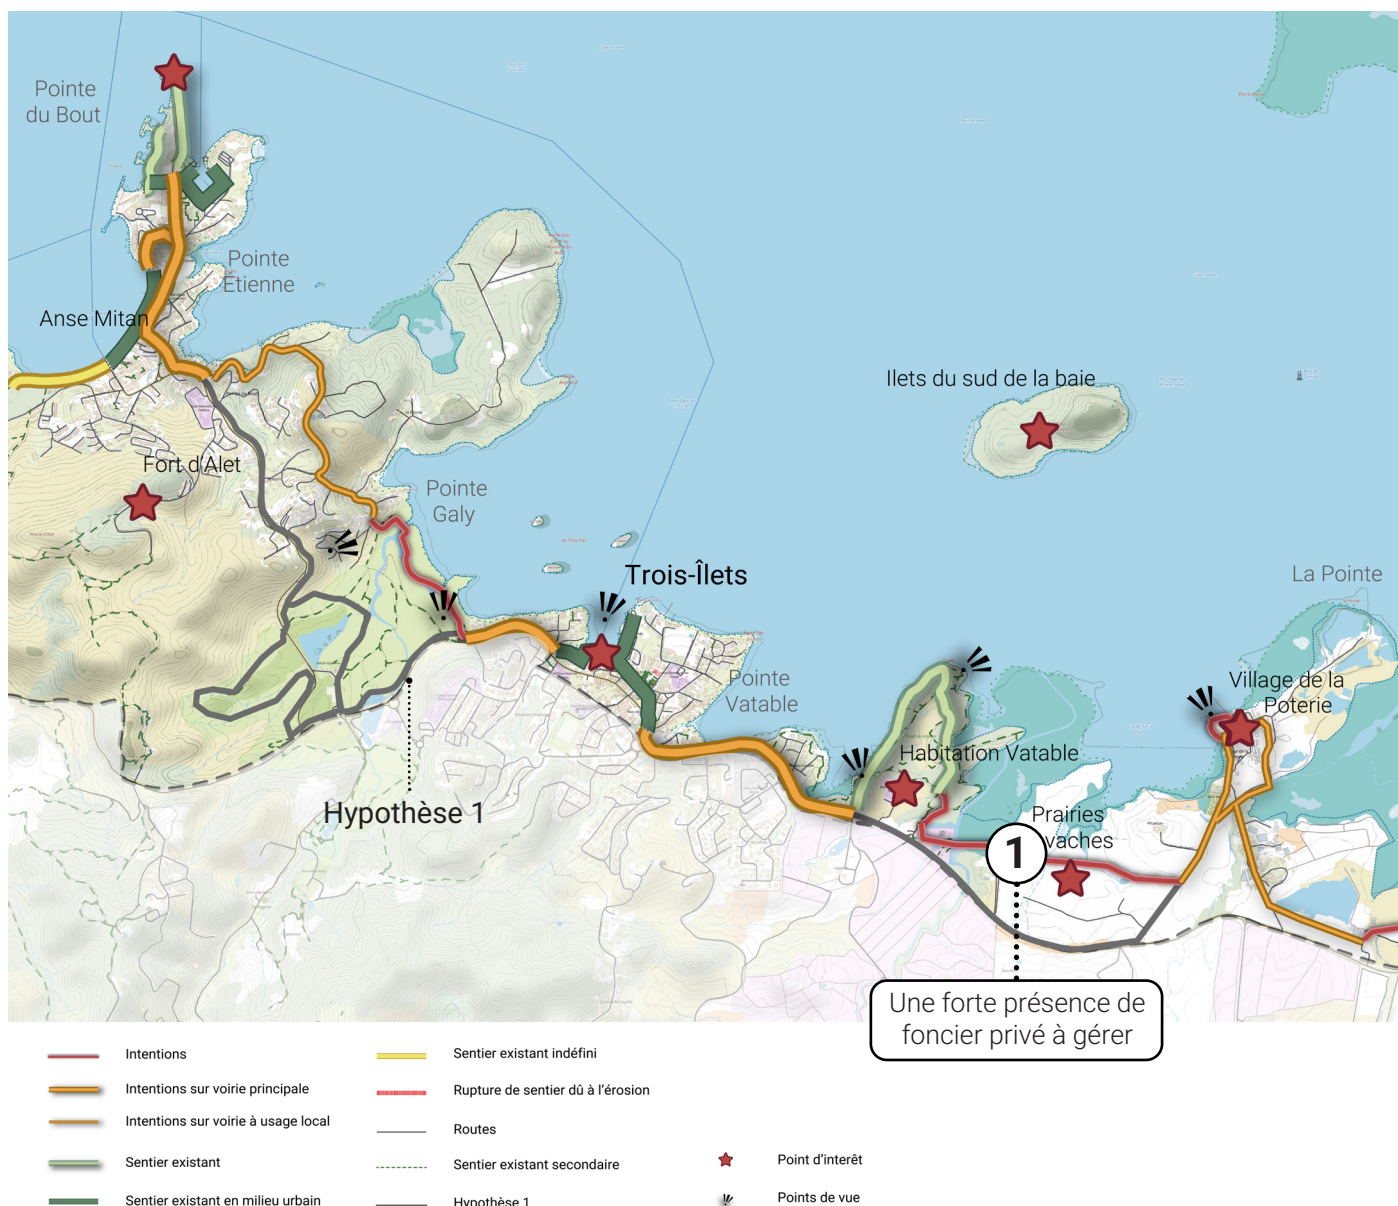 Pointe
du Bout
Pointe
Etienne
Anse Mitan
Ilets du sud de la baie
Fort d'Alet
Pointe
Galy
Trois-Îlets
La Pointe
Pointe
Vatable
Village de la
Poterie
Habitation Vatable
Prairies
vaches
Hypothèse 1
1
Une forte présence de
foncier privé à gérer
Intentions
Intentions sur voirie principale
Intentions sur voirie à usage local
Sentier existant
Sentier existant en milieu urbain
Sentier existant indéfini
Rupture de sentier dû à l'érosion
Routes
Sentier existant secondaire
Hypothèse 1
Point d'interêt
Points de vue